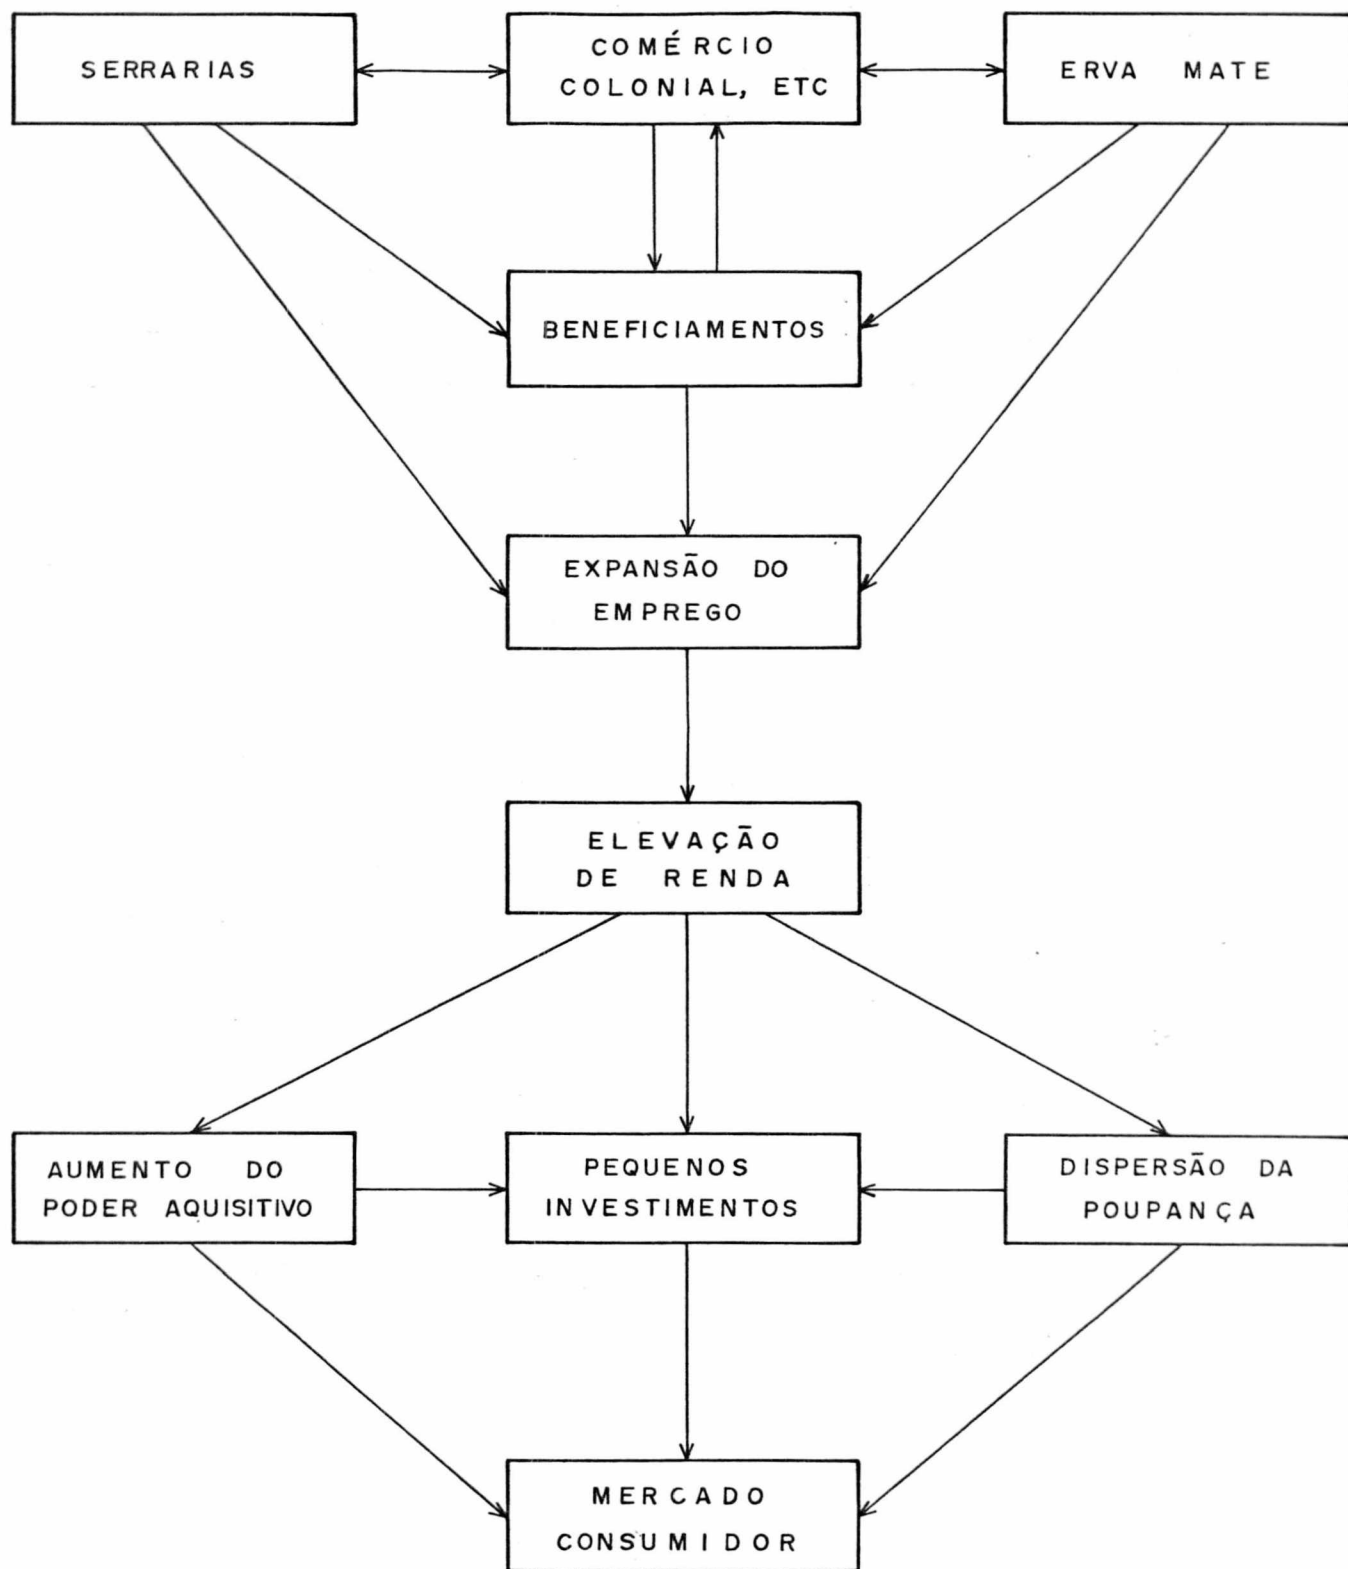 SERRARIAS
COMÉRCIO
COLONIAL, ETC
ERVA MATE
BENEFICIAMENTOS
EXPANSÃO DO
EMPREGO
ELEVAÇÃO
DE RENDA
AUMENTO DO
PODER AQUISITIVO
PEQUENOS
INVESTIMENTOS
DISPERSÃO DA
POUPANÇA
MERCADO
CONSUMIDOR